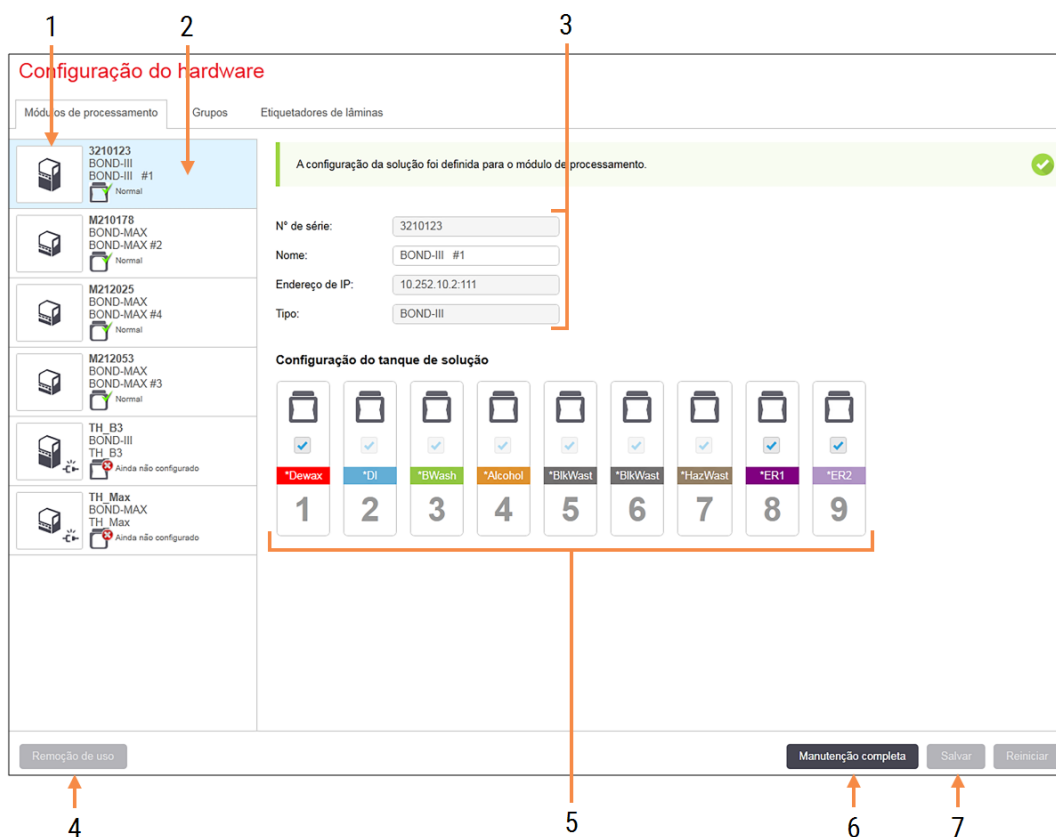 1
2
3
Configuração do hardware
Módulos de processamento
Grupos
Etiquetadores de lâminas
3210123
BOND-III
BOND-III #1
Normal
M210178
BOND-MAX
BOND-MAX #2
Normal
M212025
BOND-MAX
BOND-MAX #4
Normal
M212053
BOND-MAX
BOND-MAX #3
Normal
TH_B3
BOND-III
TH_B3
Ainda não configurado
TH_Max
BOND-MAX
TH_Max
Ainda não configurado
A configuração da solução foi definida para o módulo de processamento.
N° de série: 3210123
Nome: BOND-III #1
Endereço de IP: 10.252.10.2:111
Tipo: BOND-III
Configuração do tanque de solução
*Dewax *DI *BWash *Alcohol *BlkWast *BlkWast *HazWast *ER1 *ER2
1 2 3 4 5 6 7 8 9
Remoção de uso
Manutenção completa
Salvar
Reiniciar
4
5
6
7